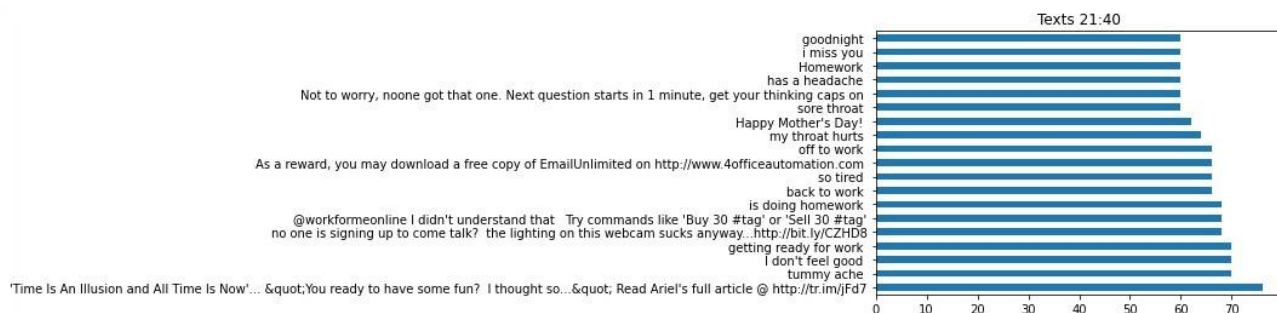 Texts 21:40
goodnight
i miss you
Homework
has a headache
Not to worry, noone got that one. Next question starts in 1 minute, get your thinking caps on
sore throat
Happy Mother's Day!
my throat hurts
off to work
As a reward, you may download a free copy of EmailUnlimited on http://www.4officeautomation.com
so tired
back to work
is doing homework
@workformeonline I didn't understand that   Try commands like 'Buy 30 #tag' or 'Sell 30 #tag'
no one is signing up to come talk?  the lighting on this webcam sucks anyway...http://bit.ly/CZHD8
getting ready for work
I don't feel good
tummy ache
'Time Is An Illusion and All Time Is Now'... &quot;You ready to have some fun?  I thought so...&quot; Read Ariel's full article @ http://tr.im/jFd7
0 10 20 30 40 50 60 70